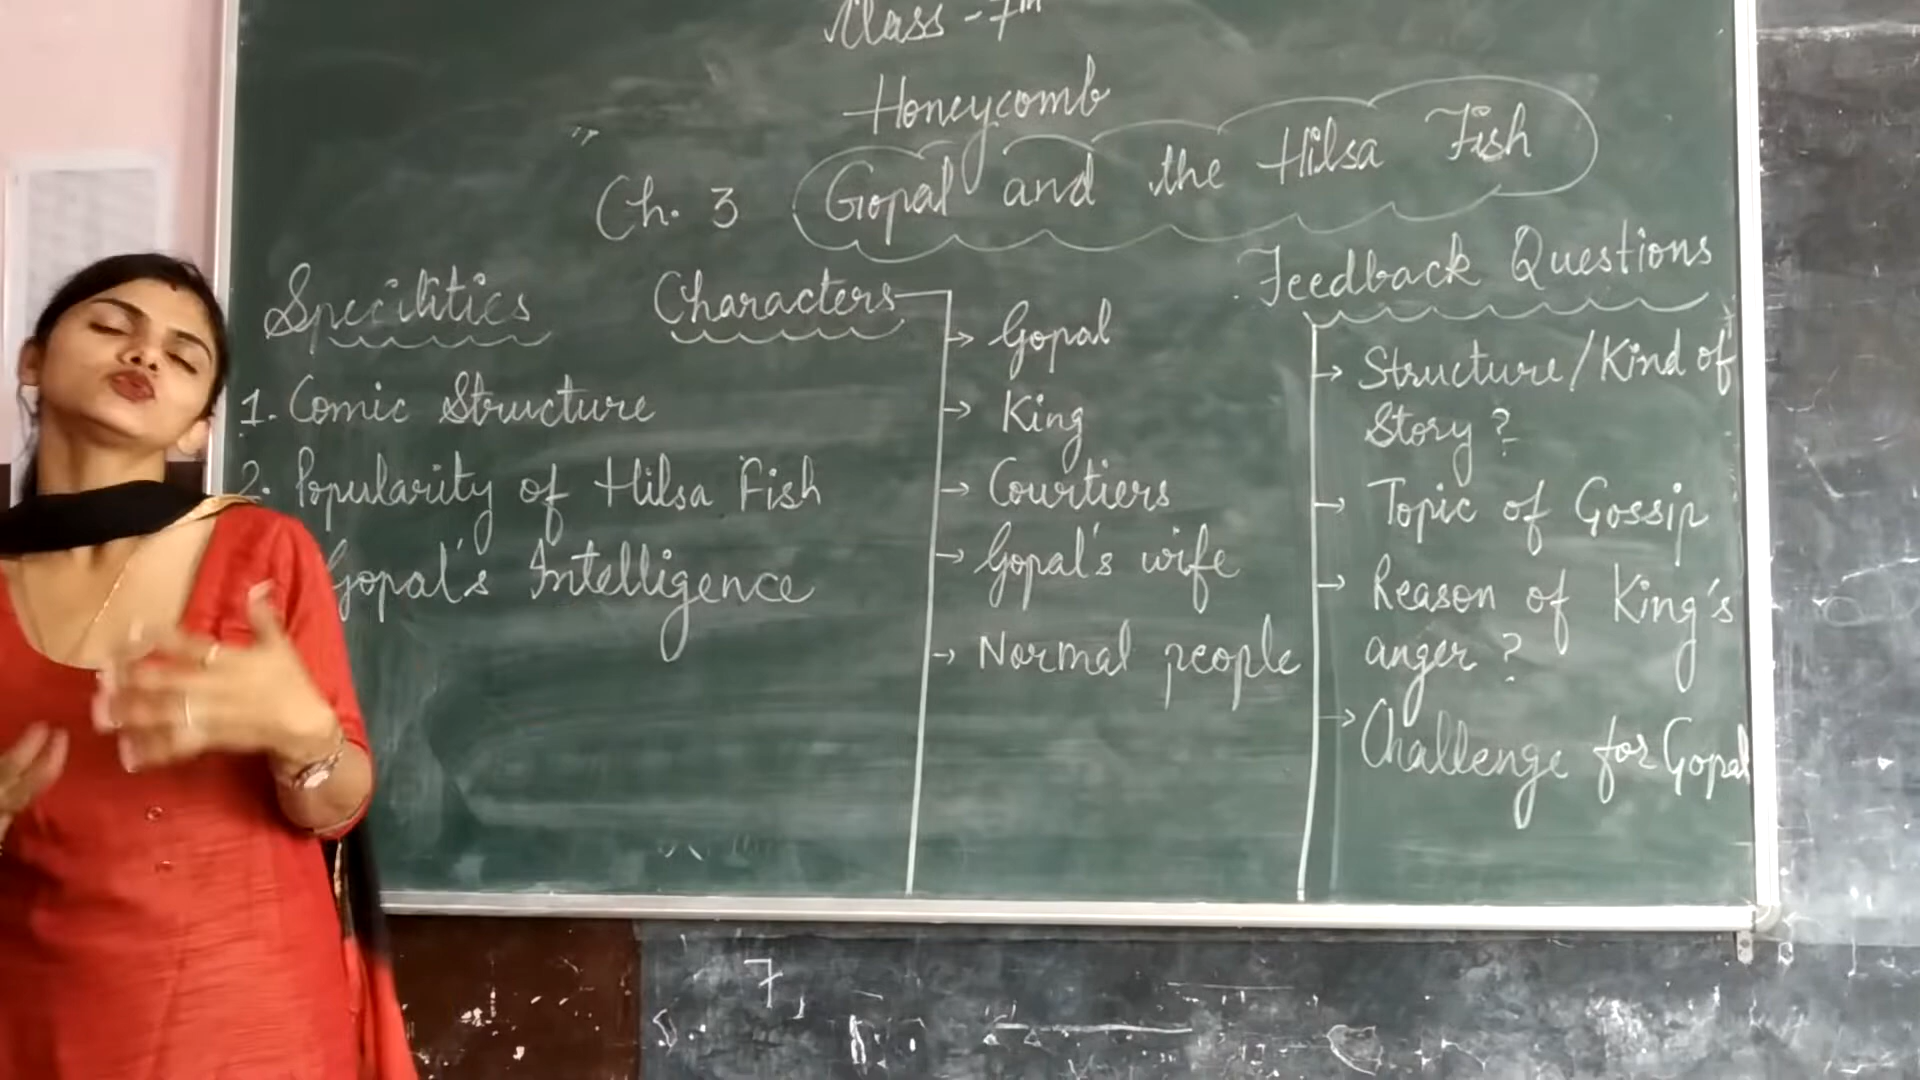 Class - 7th
Honeycomb
Ch. 3 Gopal and the Hilsa Fish
Specilitics
1. Comic Structure
2. Popularity of Hilsa Fish
Gopal's Intelligence
Characters
→ Gopal
→ King
→ Courtiers
→ Gopal's wife
→ Normal people
Feedback Questions
→ Structure/Kind of
Story?
→ Topic of Gossip
→ Reason of King's
anger?
→ Challenge for Gopal
7